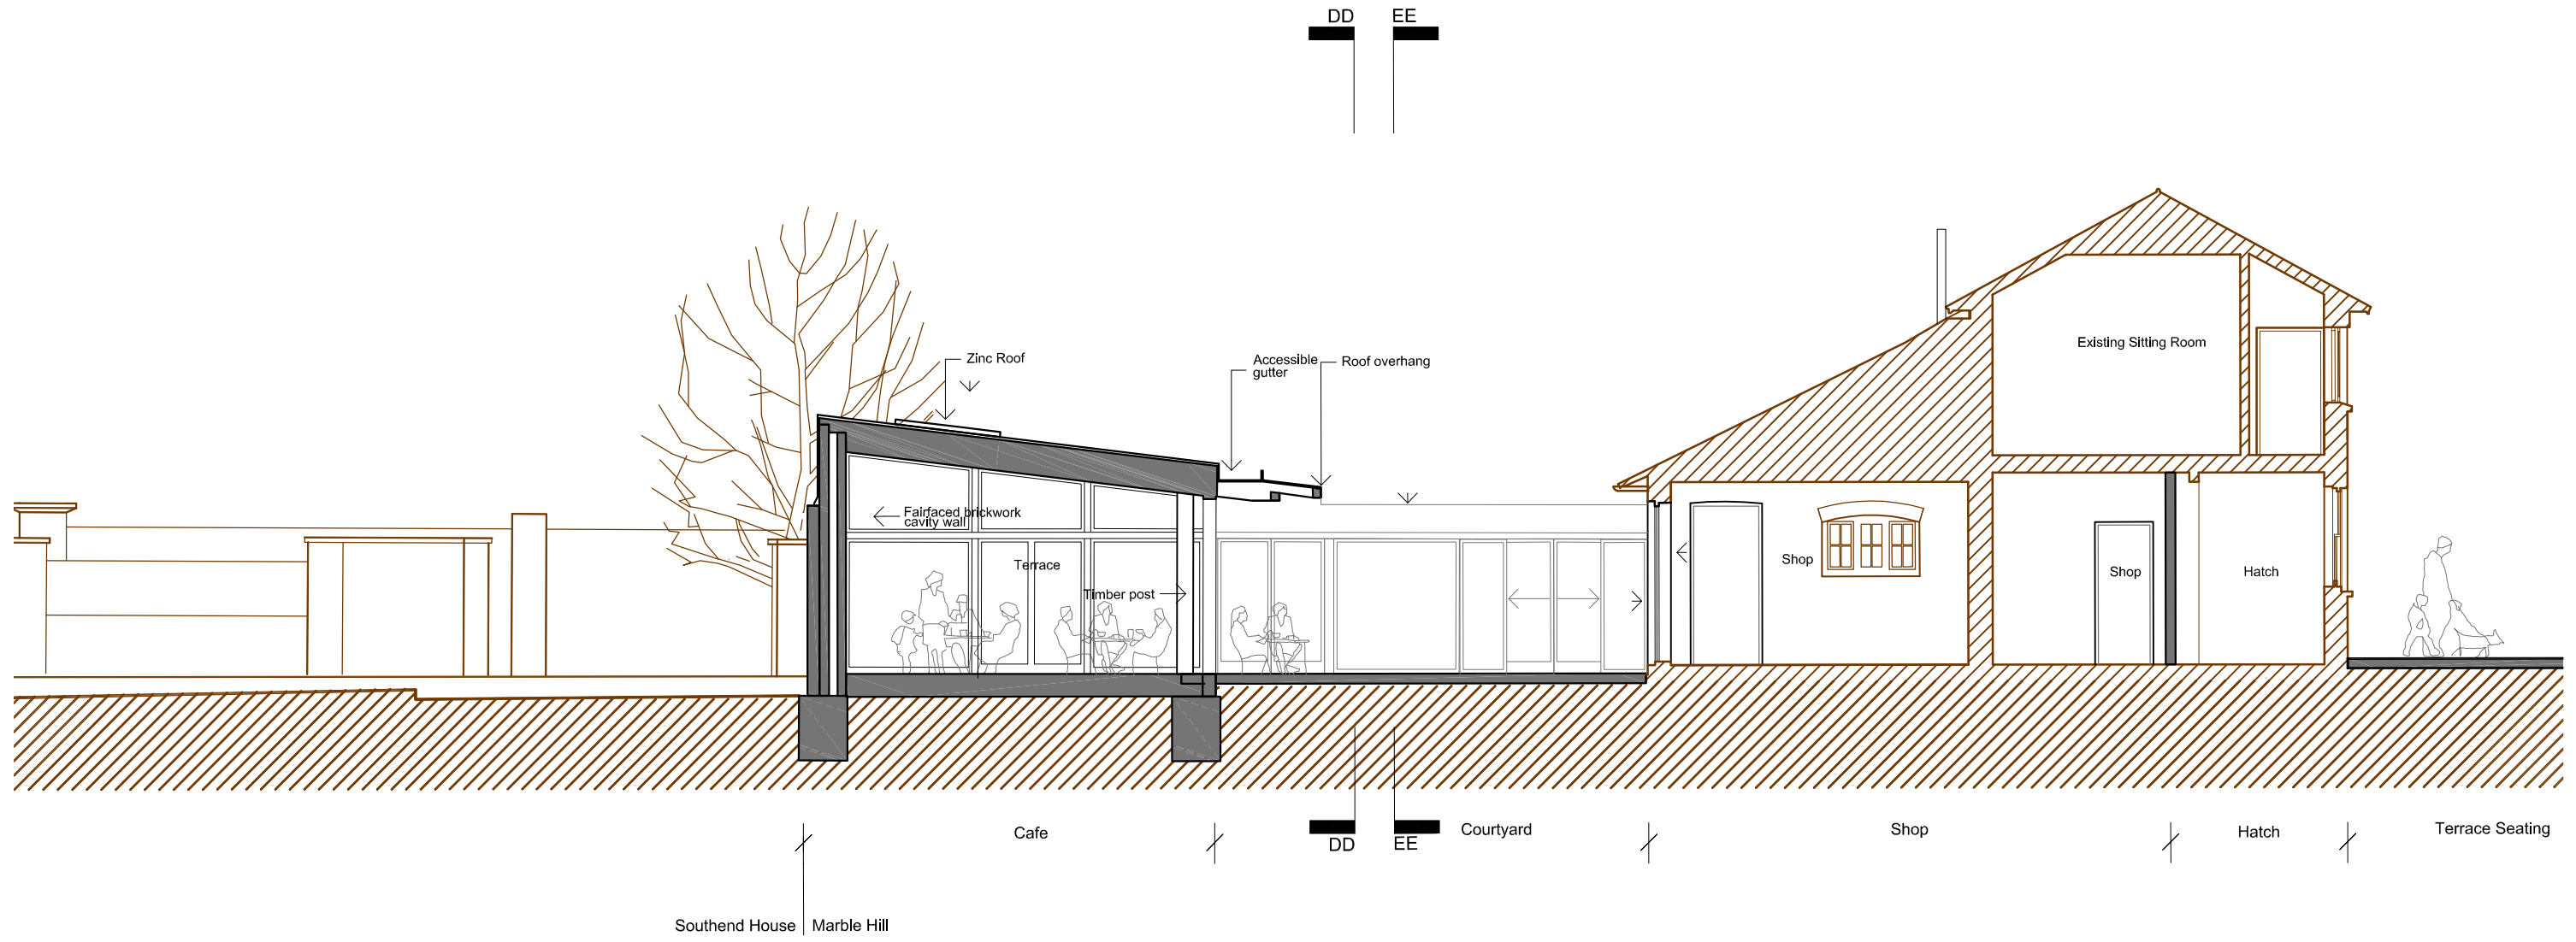 DD EE
Existing Sitting Room
Zinc Roof
Accessible
gutter
Roof overhang
Fairfaced brickwork
cavity wall
Terrace
Shop
Shop
Hatch
Timber post
Cafe
Courtyard
Shop
Hatch
Terrace Seating
DD EE
Southend House Marble Hill